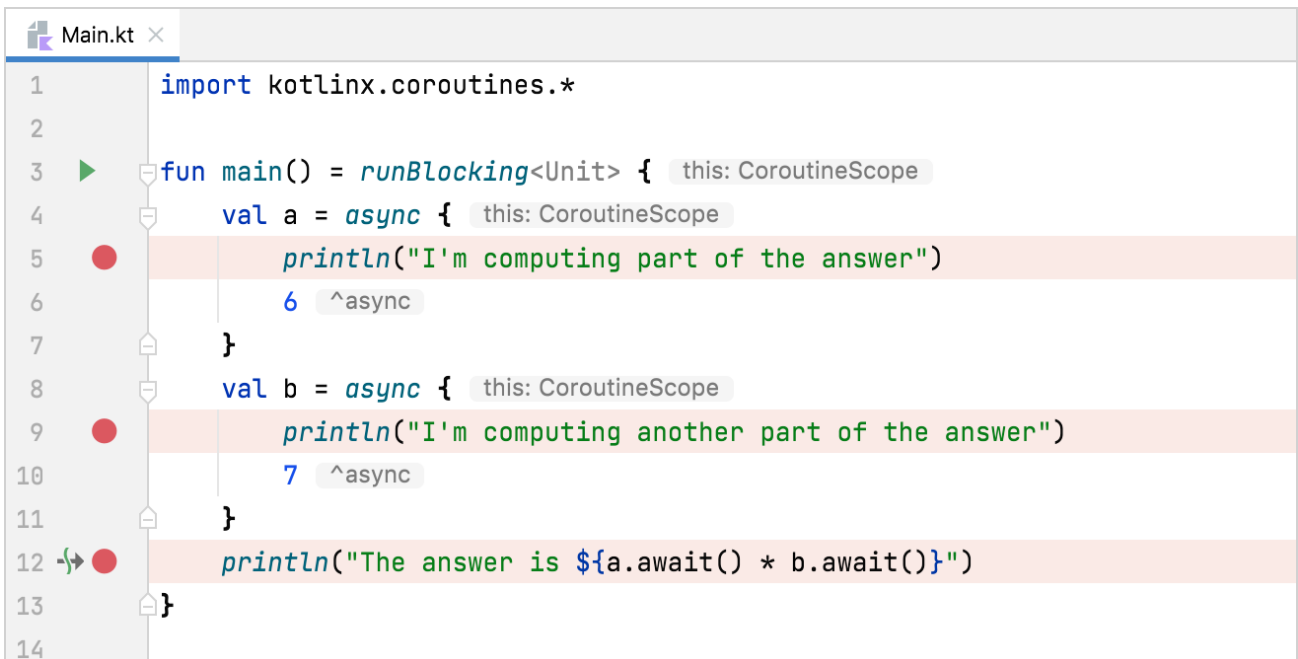 Main.kt
1 import kotlinx.coroutines.*
2
3 fun main() = runBlocking<Unit> { this: CoroutineScope
4 val a = async { this: CoroutineScope
5 println("I'm computing part of the answer")
6 6 ^async
7 }
8 val b = async { this: CoroutineScope
9 println("I'm computing another part of the answer")
10 7 ^async
11 }
12 println("The answer is ${a.await() * b.await()}")
13 }
14